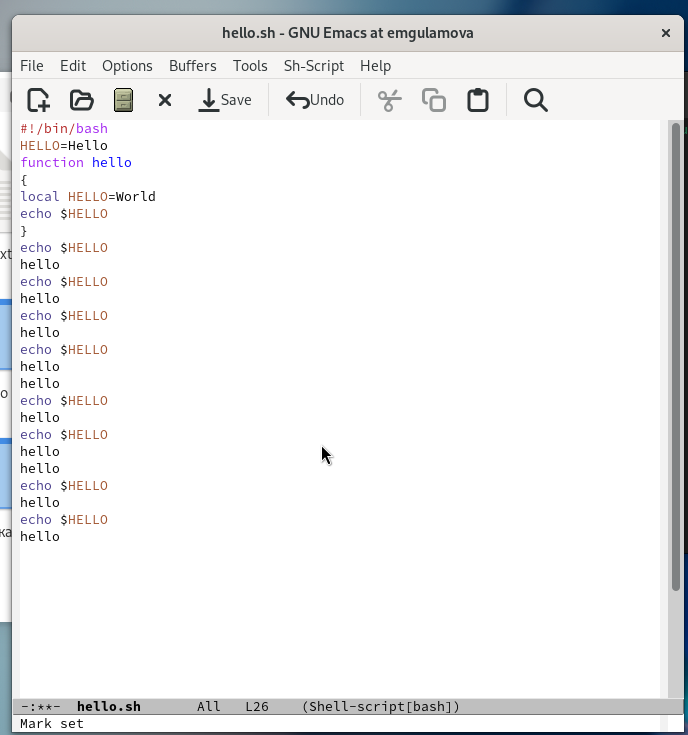 hello.sh - GNU Emacs at emgulamova
File Edit Options Buffers Tools Sh-Script Help
Save Undo
#!/bin/bash
HELLO=Hello
function hello
{
local HELLO=World
echo $HELLO
}
echo $HELLO
hello
echo $HELLO
hello
echo $HELLO
hello
echo $HELLO
hello
hello
echo $HELLO
hello
echo $HELLO
hello
hello
echo $HELLO
hello
echo $HELLO
hello
-:**- hello.sh All L26 (Shell-script[bash])
Mark set